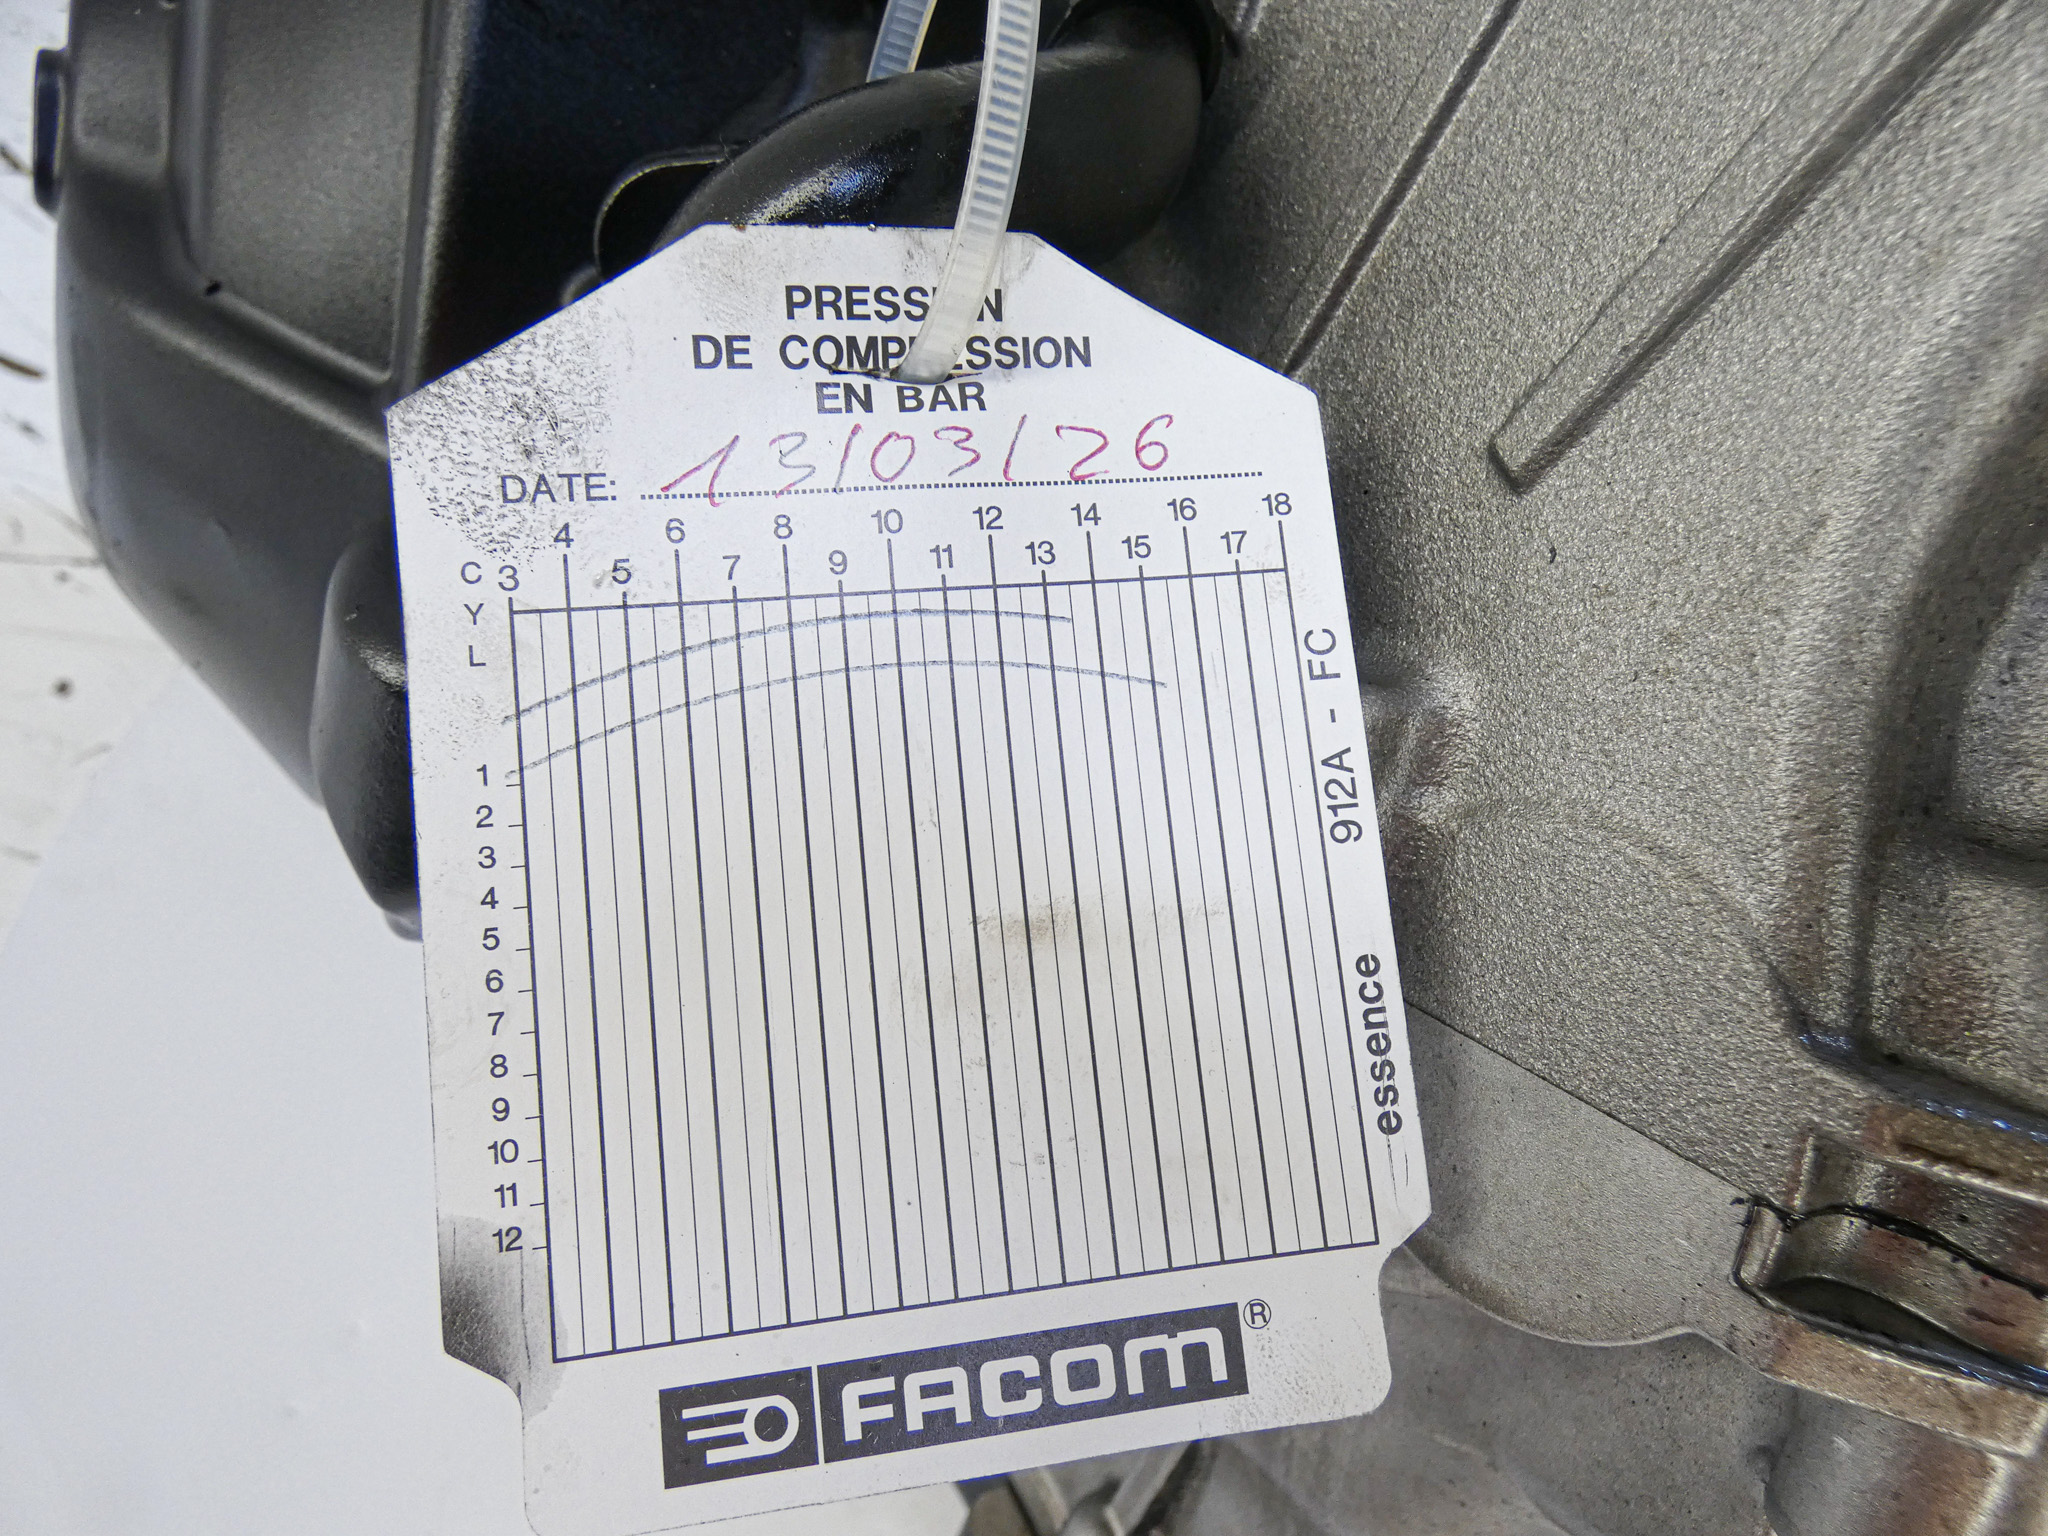 PRESSION
DE COMPRESSION
EN BAR
DATE: 13/03/26
4 6 8 10 12 14 16 18
3 5 7 9 11 13 15 17
C
Y
L
1
2
3
4
5
6
7
8
9
10
11
12
912A - FC
essence
FACOM®